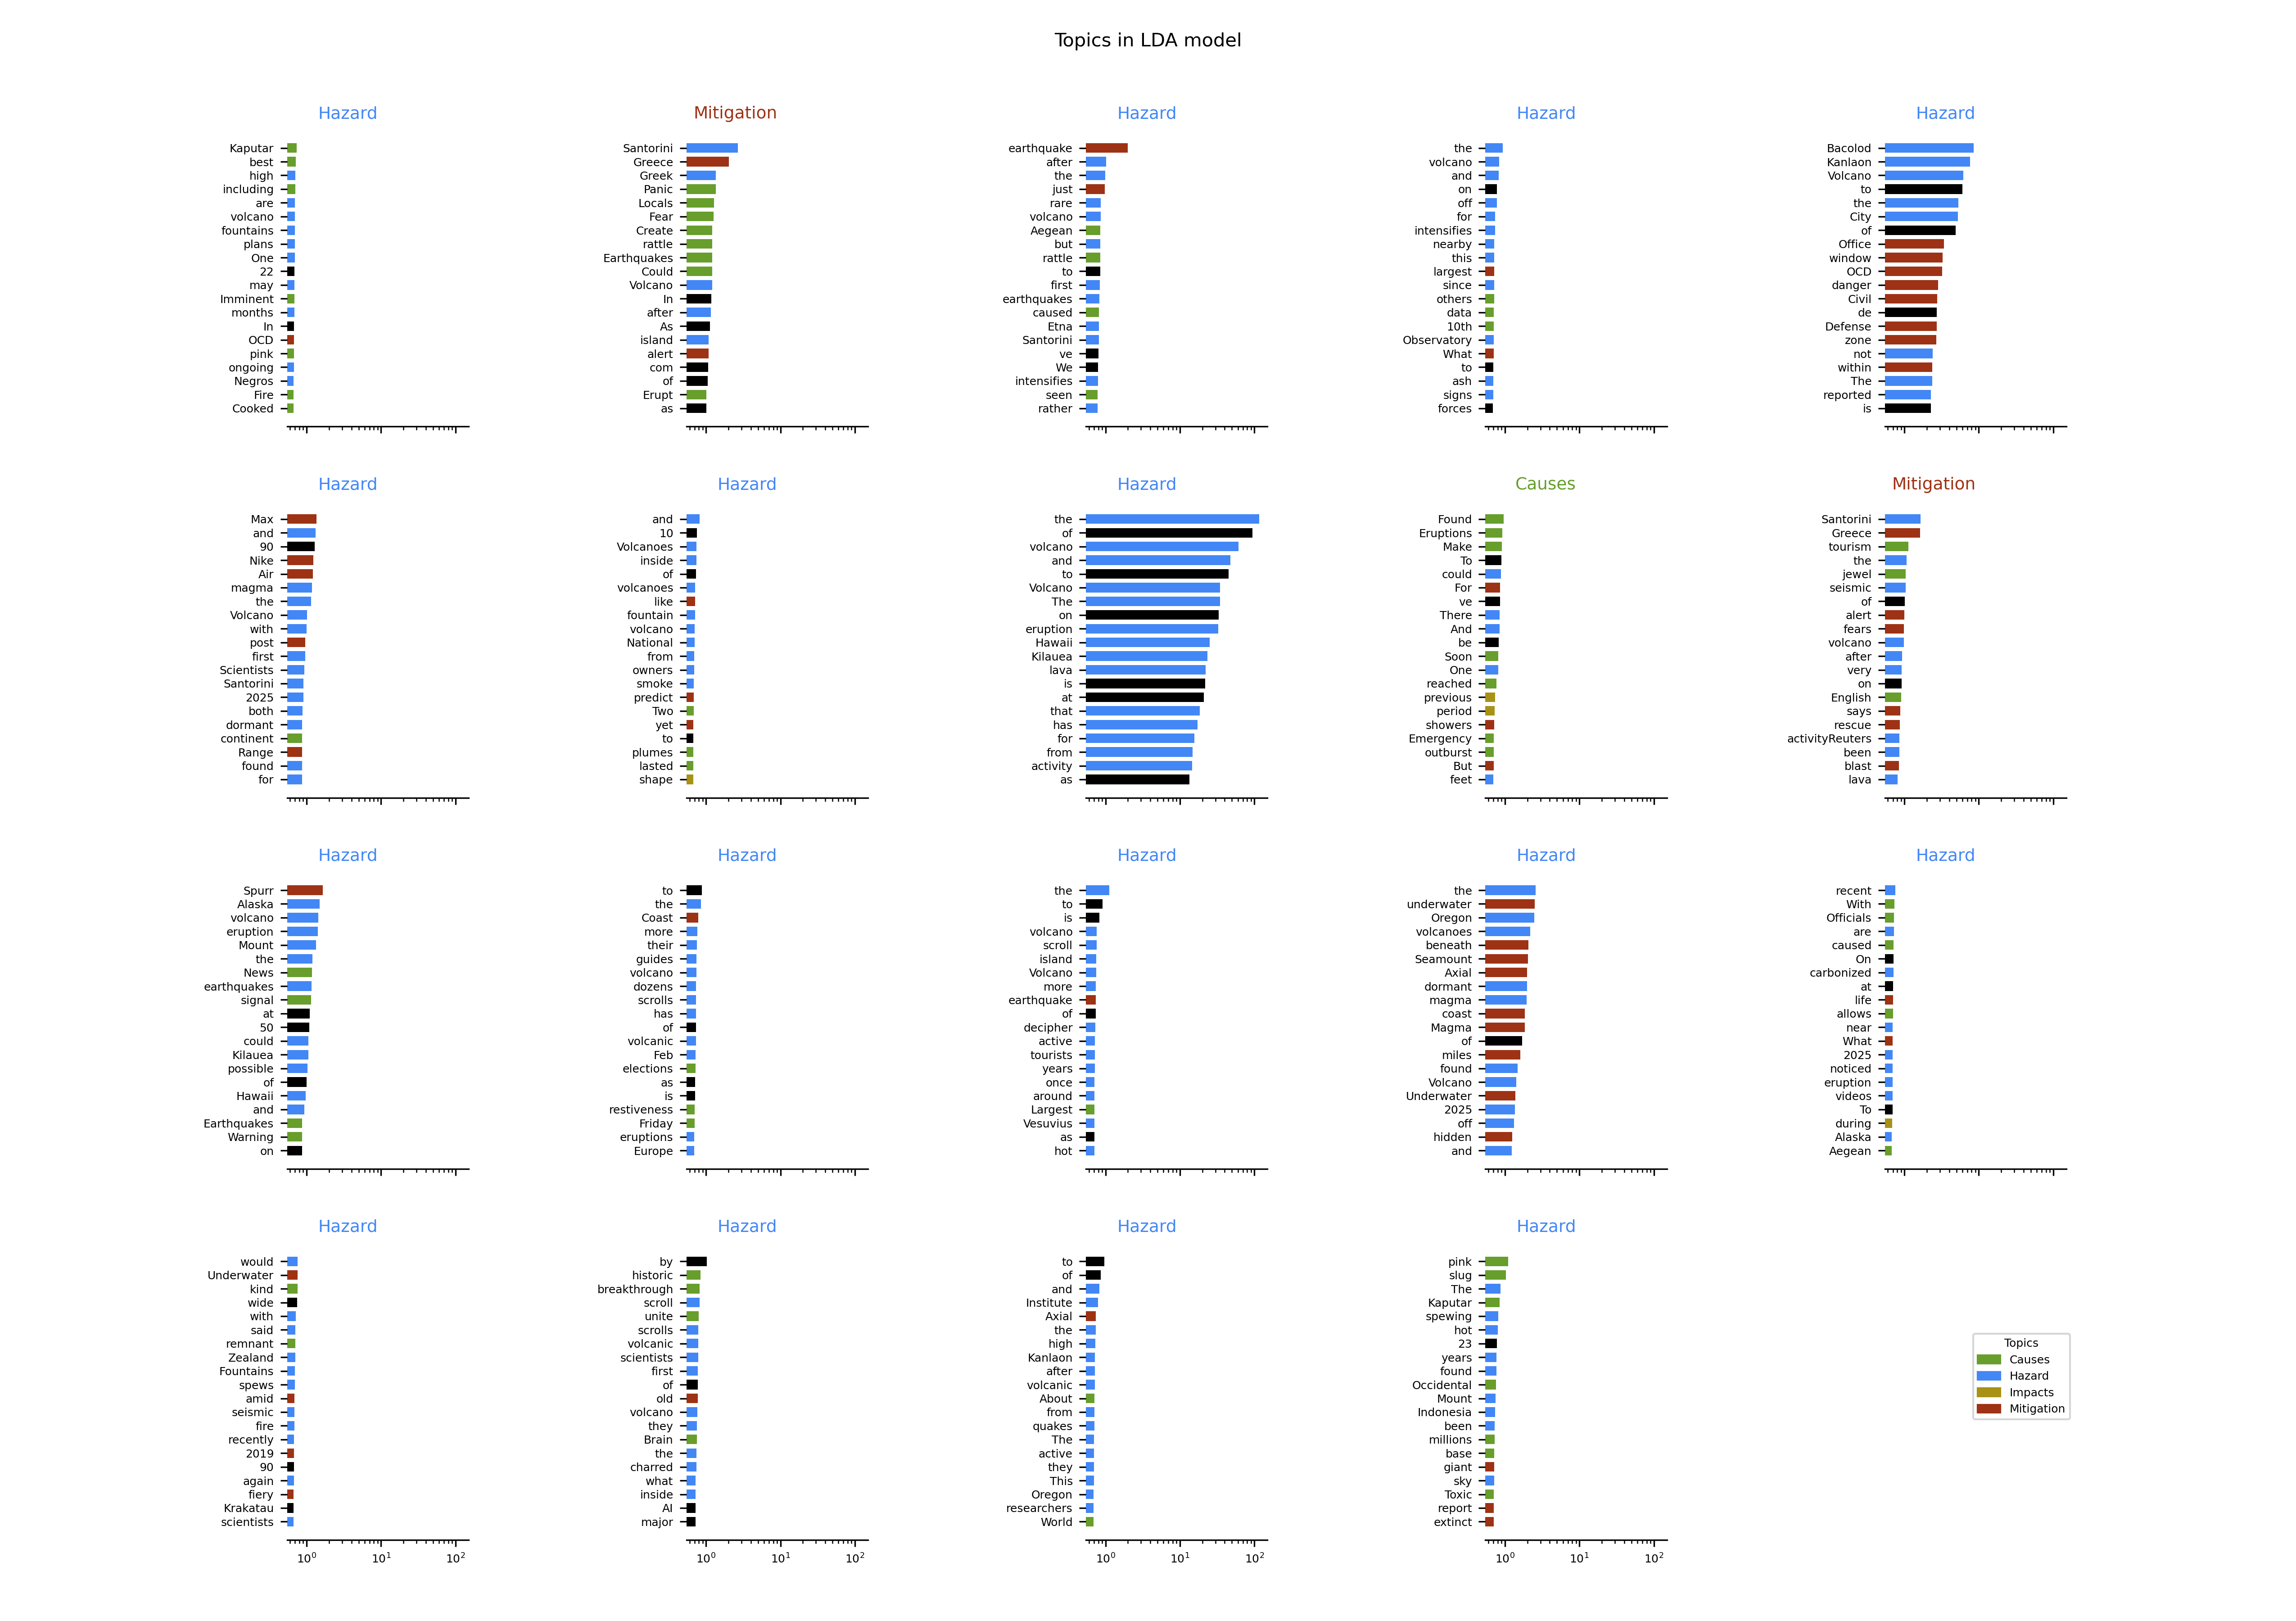 Topics in LDA model
Hazard
Kaputar
best
high
including
are
volcano
fountains
plans
One
22
may
Imminent
months
In
OCD
pink
ongoing
Negros
Fire
Cooked
Mitigation
Santorini
Greece
Greek
Panic
Locals
Fear
Create
rattle
Earthquakes
Could
Volcano
In
after
As
island
alert
com
of
Erupt
as
Hazard
earthquake
after
the
just
rare
volcano
Aegean
but
rattle
to
first
earthquakes
caused
Etna
Santorini
ve
We
intensifies
seen
rather
Hazard
the
volcano
and
on
off
for
intensifies
nearby
this
largest
since
others
data
10th
Observatory
What
to
ash
signs
forces
Hazard
Bacolod
Kanlaon
Volcano
to
the
City
of
Office
window
OCD
danger
Civil
de
Defense
zone
not
within
The
reported
is
Hazard
Max
and
90
Nike
Air
magma
the
Volcano
with
post
first
Scientists
Santorini
2025
both
dormant
continent
Range
found
for
Hazard
and
10
Volcanoes
inside
of
volcanoes
like
fountain
volcano
National
from
owners
smoke
predict
Two
yet
to
plumes
lasted
shape
Hazard
the
of
volcano
and
to
Volcano
The
on
eruption
Hawaii
Kilauea
lava
is
at
that
has
for
from
activity
as
Causes
Found
Eruptions
Make
To
could
For
ve
There
And
be
Soon
One
reached
previous
period
showers
Emergency
outburst
But
feet
Mitigation
Santorini
Greece
tourism
the
jewel
seismic
of
alert
fears
volcano
after
very
on
English
says
rescue
activityReuters
been
blast
lava
Hazard
Spurr
Alaska
volcano
eruption
Mount
the
News
earthquakes
signal
at
50
could
Kilauea
possible
of
Hawaii
and
Earthquakes
Warning
on
Hazard
to
the
Coast
more
their
guides
volcano
dozens
scrolls
has
of
volcanic
Feb
elections
as
is
restiveness
Friday
eruptions
Europe
Hazard
the
to
is
volcano
scroll
island
Volcano
more
earthquake
of
decipher
active
tourists
years
once
around
Largest
Vesuvius
as
hot
Hazard
the
underwater
Oregon
volcanoes
beneath
Seamount
Axial
dormant
magma
coast
Magma
of
miles
found
Volcano
Underwater
2025
off
hidden
and
Hazard
recent
With
Officials
are
caused
On
carbonized
at
life
allows
near
What
2025
noticed
eruption
videos
To
during
Alaska
Aegean
Hazard
would
Underwater
kind
wide
with
said
remnant
Zealand
Fountains
spews
amid
seismic
fire
recently
2019
90
again
fiery
Krakatau
scientists
10⁰ 10¹ 10²
Hazard
by
historic
breakthrough
scroll
unite
scrolls
volcanic
scientists
first
of
old
volcano
they
Brain
the
charred
what
inside
AI
major
10⁰ 10¹ 10²
Hazard
to
of
and
Institute
Axial
the
high
Kanlaon
after
volcanic
About
from
quakes
The
active
they
This
Oregon
researchers
World
10⁰ 10¹ 10²
Hazard
pink
slug
The
Kaputar
spewing
hot
23
years
found
Occidental
Mount
Indonesia
been
millions
base
giant
sky
Toxic
report
extinct
10⁰ 10¹ 10²
Topics
Causes
Hazard
Impacts
Mitigation